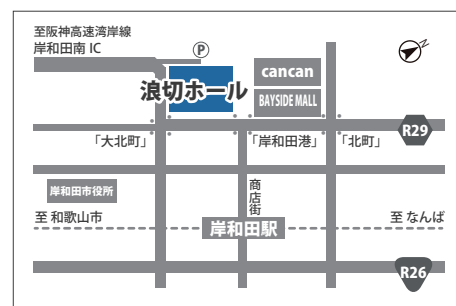 至阪神高速湾岸線
岸和田南 IC
P
N
cancan
BAYSIDE MALL
浪切ホール
R29
「大北町」
「岸和田港」
「北町」
岸和田市役所
商店街
至 和歌山市
至 なんば
岸和田駅
R26